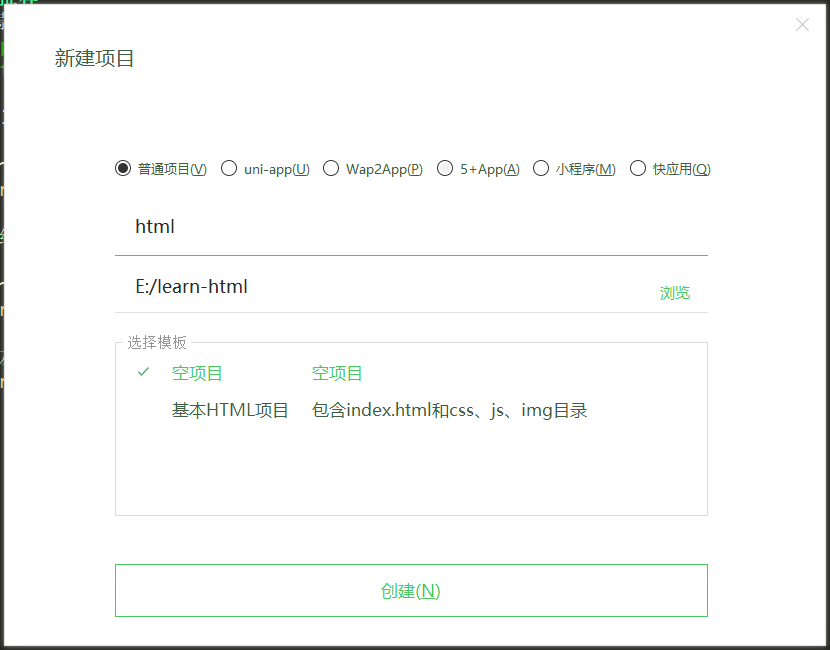 新建项目
普通项目(V) uni-app(U) Wap2App(P) 5+App(A) 小程序(M) 快应用(Q)
html
E:/learn-html
浏览
选择模板
空项目 空项目
基本HTML项目 包含index.html和css、js、img目录
创建(N)